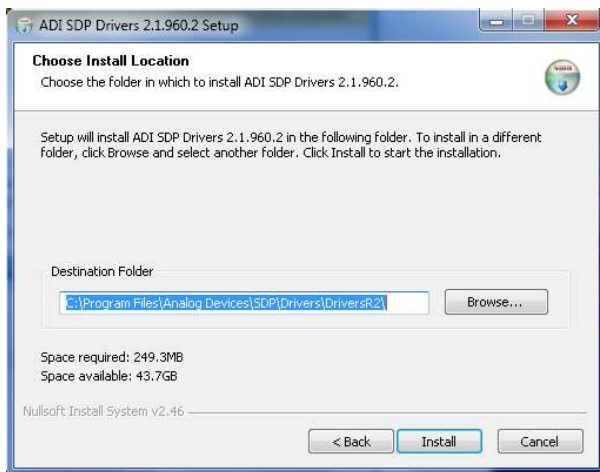 ADI SDP Drivers 2.1.960.2 Setup
Choose Install Location
Choose the folder in which to install ADI SDP Drivers 2.1.960.2.
Setup will install ADI SDP Drivers 2.1.960.2 in the following folder. To install in a different
folder, click Browse and select another folder. Click Install to start the installation.
Destination Folder
C:\Program Files\Analog Devices\SDP\Drivers\DriversR2\
Browse...
Space required: 249.3MB
Space available: 43.7GB
Nullsoft Install System v2.46
< Back Install Cancel